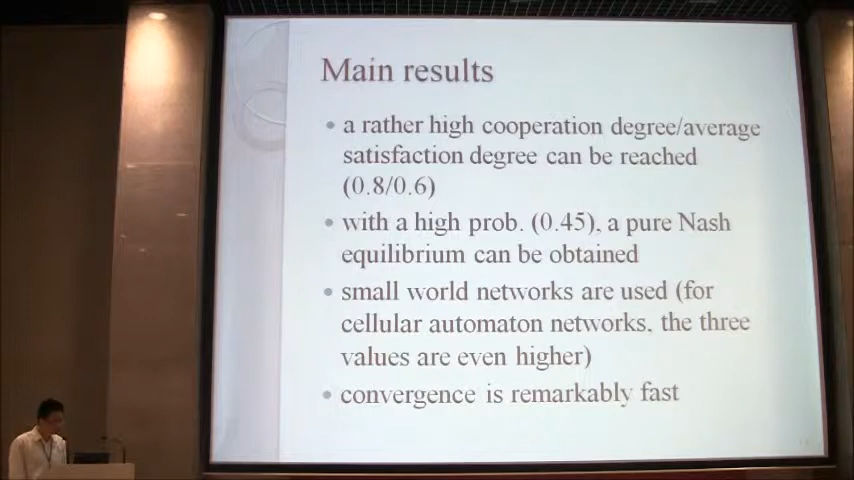 Main results
• a rather high cooperation degree/average
satisfaction degree can be reached
(0.8/0.6)
• with a high prob. (0.45), a pure Nash
equilibrium can be obtained
• small world networks are used (for
cellular automaton networks, the three
values are even higher)
• convergence is remarkably fast